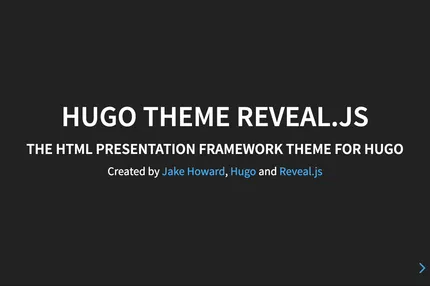 HUGO THEME REVEAL.JS
THE HTML PRESENTATION FRAMEWORK THEME FOR HUGO
Created by Jake Howard, Hugo and Reveal.js